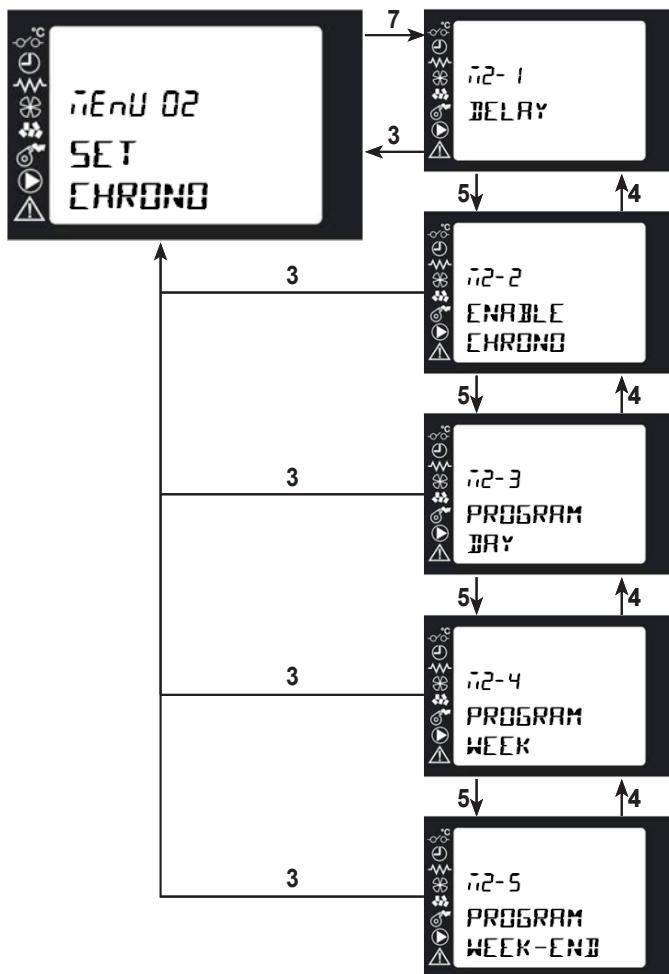 °C
MEnU 02
SET
CHRONO
7
3
°C
M2-1
DELAY
5
4
°C
M2-2
ENABLE
CHRONO
3
5
4
°C
M2-3
PROGRAM
DAY
3
5
4
°C
M2-4
PROGRAM
WEEK
3
5
4
°C
M2-5
PROGRAM
WEEK-END
3